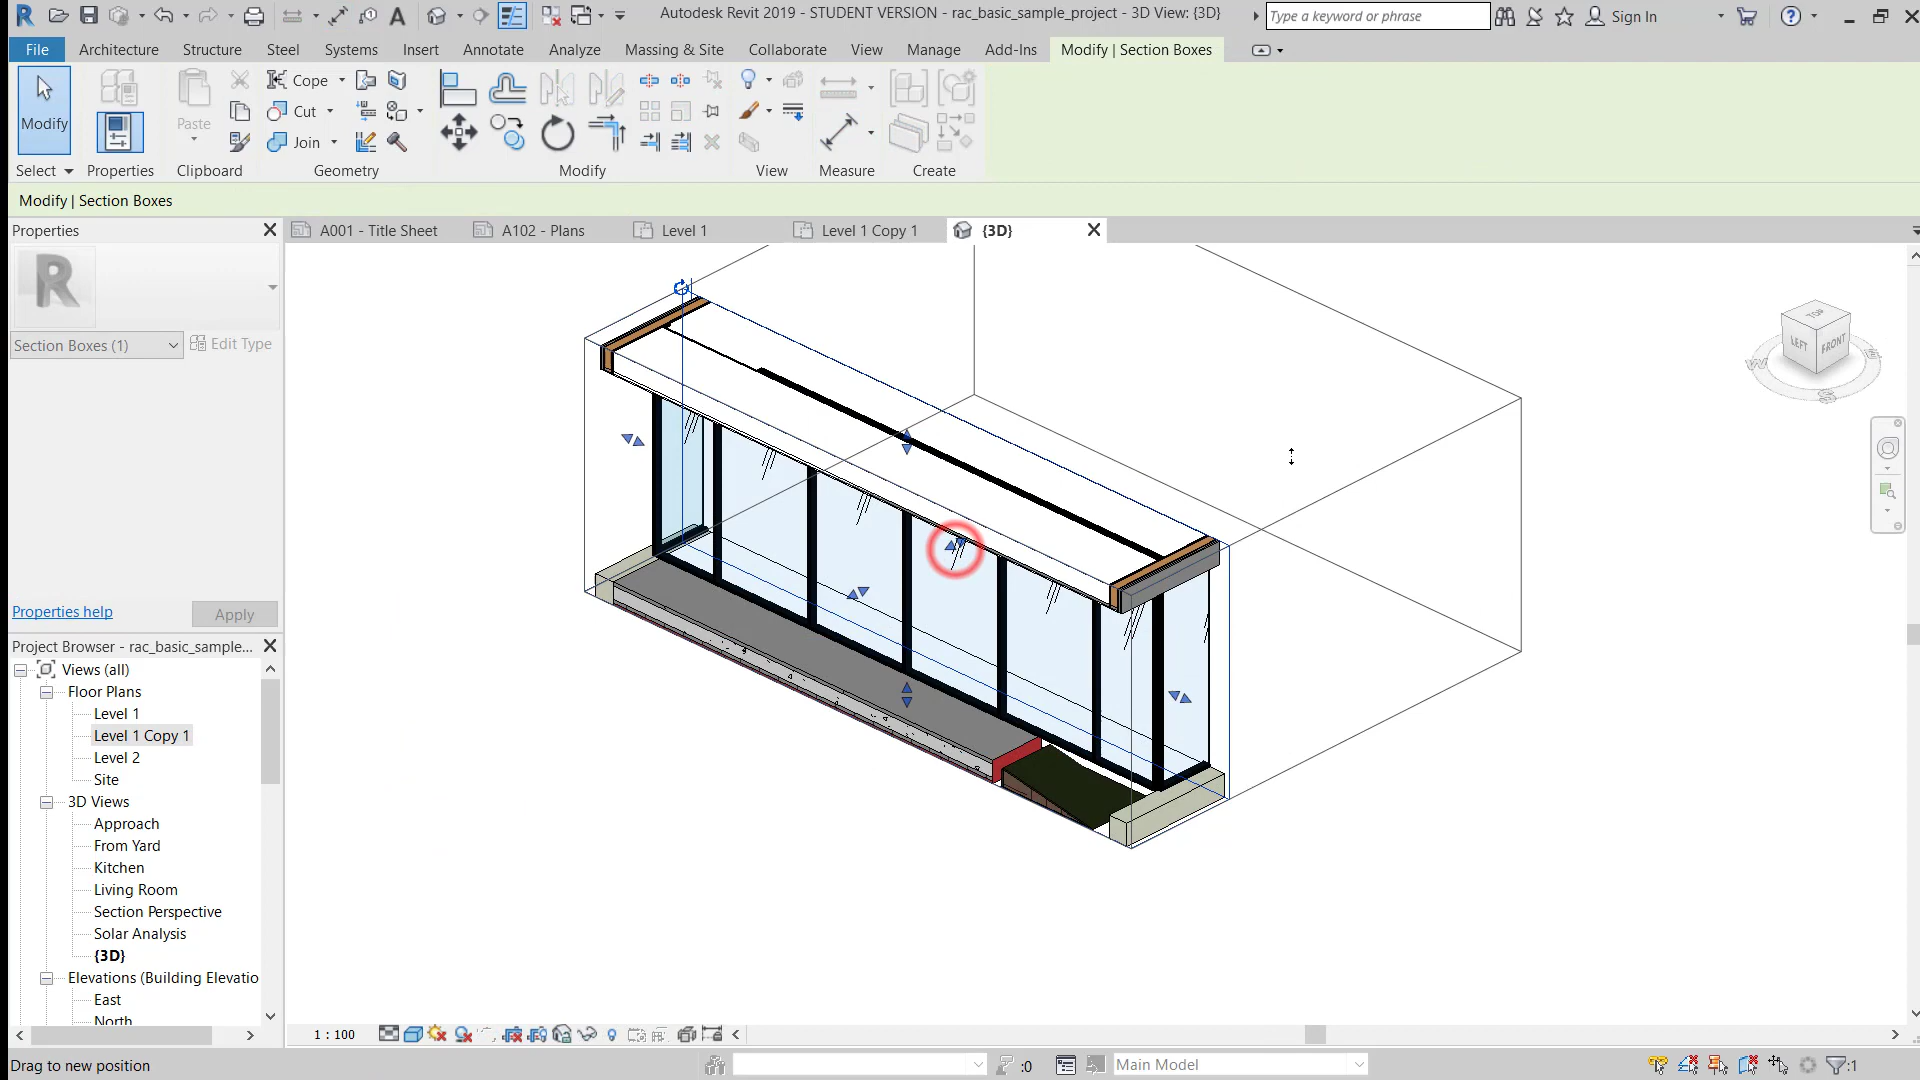 Autodesk Revit 2019 - STUDENT VERSION - rac_basic_sample_project - 3D View: {3D}
Type a keyword or phrase
Sign In
File Architecture Structure Steel Systems Insert Annotate Analyze Massing & Site Collaborate View Manage Add-Ins Modify | Section Boxes
Modify
Paste
Cope
Cut
Join
Select Properties Clipboard Geometry Modify View Measure Create
Modify | Section Boxes
Properties
A001 - Title Sheet A102 - Plans Level 1 Level 1 Copy 1 {3D}
R
Section Boxes (1) Edit Type
TOP
LEFT FRONT
W E S
Properties help Apply
Project Browser - rac_basic_sample...
Views (all)
Floor Plans
Level 1
Level 1 Copy 1
Level 2
Site
3D Views
Approach
From Yard
Kitchen
Living Room
Section Perspective
Solar Analysis
{3D}
Elevations (Building Elevatio
East
North
1 : 100
Drag to new position
:0
Main Model
:1